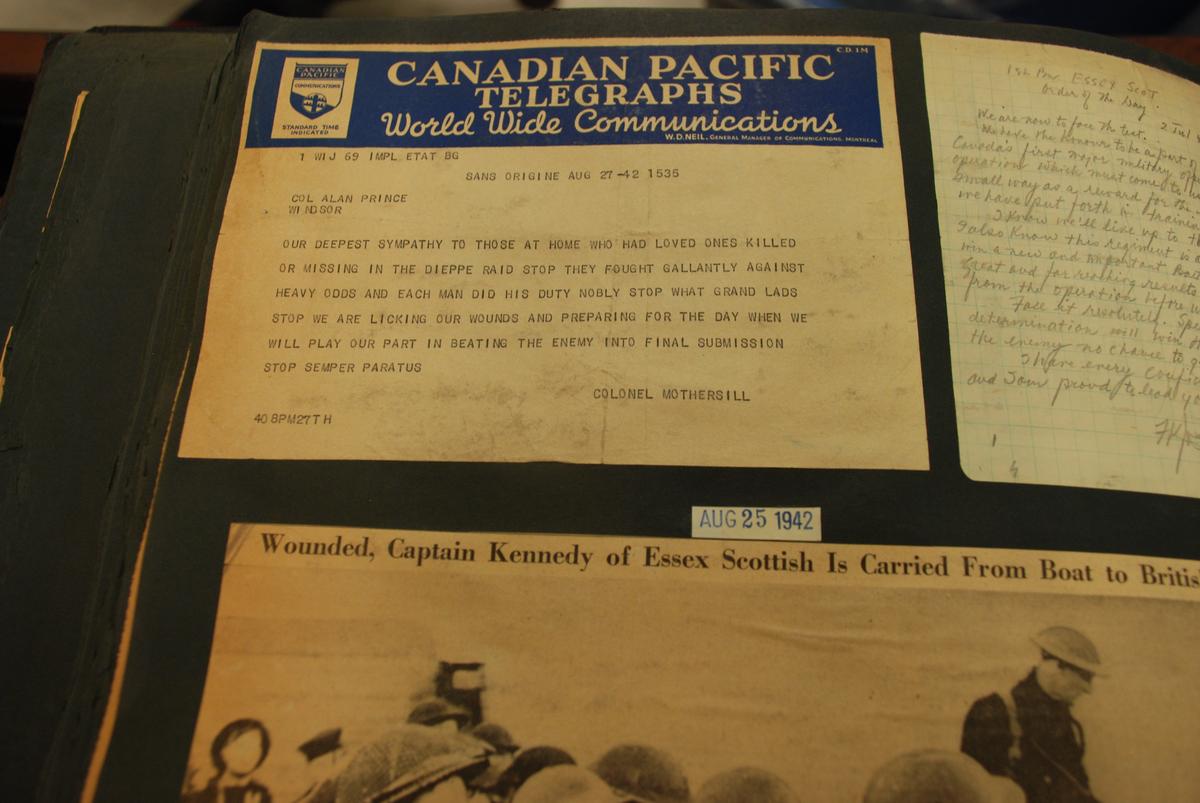 CANADIAN PACIFIC
COMMUNICATIONS
STANDARD TIME
INDICATED
C.D.1M
CANADIAN PACIFIC
TELEGRAPHS
World Wide Communications
W.D. NEIL, GENERAL MANAGER OF COMMUNICATIONS, MONTREAL
1 WIJ 69 IMPL ETAT BG
SANS ORIGINE AUG 27-42 1535
COL ALAN PRINCE
WINDSOR
OUR DEEPEST SYMPATHY TO THOSE AT HOME WHO HAD LOVED ONES KILLED
OR MISSING IN THE DIEPPE RAID STOP THEY FOUGHT GALLANTLY AGAINST
HEAVY ODDS AND EACH MAN DID HIS DUTY NOBLY STOP WHAT GRAND LADS
STOP WE ARE LICKING OUR WOUNDS AND PREPARING FOR THE DAY WHEN WE
WILL PLAY OUR PART IN BEATING THE ENEMY INTO FINAL SUBMISSION
STOP SEMPER PARATUS
COLONEL MOTHERSILL
408PM27TH
ESSEX SCOT.
Order of the Day
We are now to face the test.
We have the honour to be a part of
Canada's first major military
operation which must come to
small way as a reward for the
we have put forth in training
I know we'll live up to
I also know this regiment is
win a new and important
great and far reaching results
from the operation before
Face it resolutely.
determination will win
the enemy no chance to
I have every
and I am proud to lead
AUG 25 1942
Wounded, Captain Kennedy of Essex Scottish Is Carried From Boat to Britis